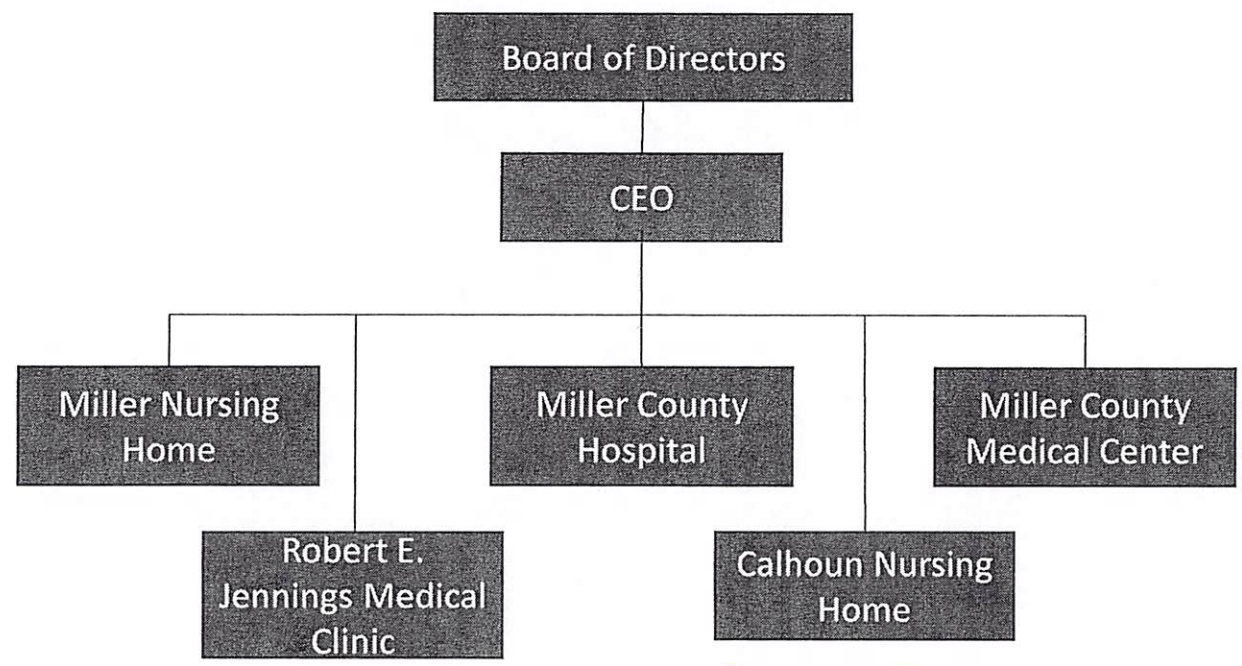 Board of Directors
CEO
Miller Nursing
Home
Miller County
Hospital
Miller County
Medical Center
Robert E.
Jennings Medical
Clinic
Calhoun Nursing
Home